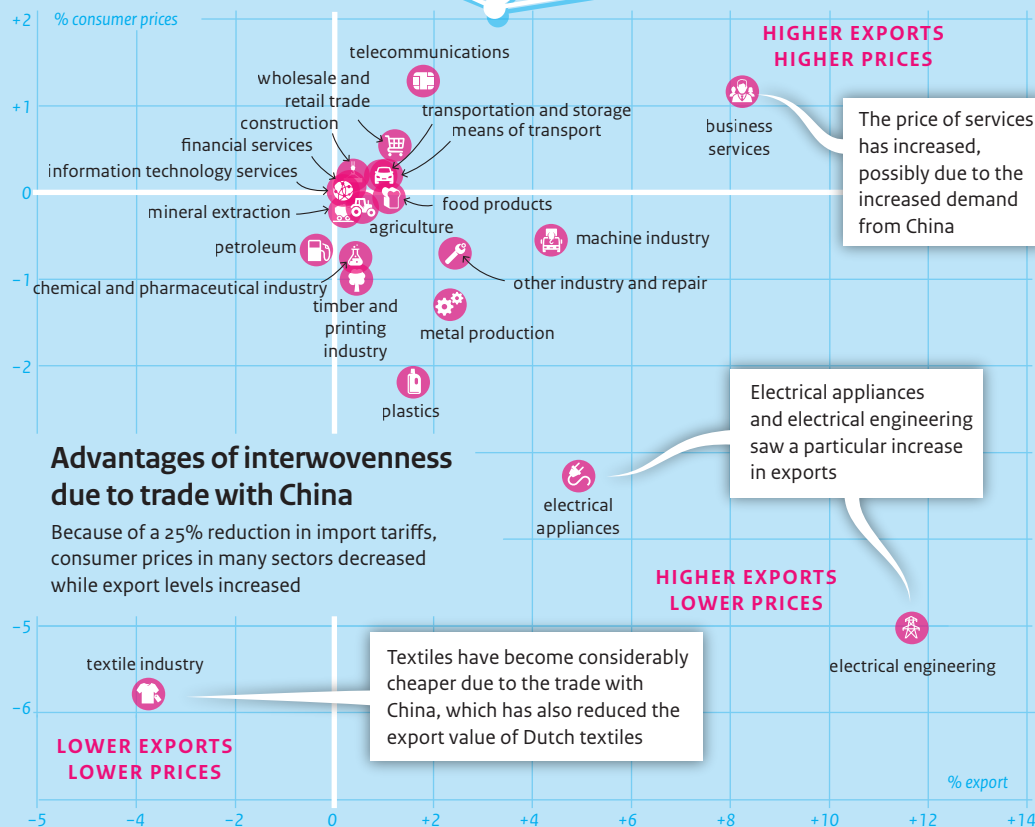 +2
% consumer prices
HIGHER EXPORTS
HIGHER PRICES
telecommunications
wholesale and
retail trade
+1
transportation and storage
means of transport
construction
financial services
information technology services
business
services
The price of services
has increased,
possibly due to the
increased demand
from China
0
mineral extraction
food products
agriculture
petroleum
machine industry
−1
chemical and pharmaceutical industry
other industry and repair
timber and
printing
industry
metal production
−2
plastics
Electrical appliances
and electrical engineering
saw a particular increase
in exports
Advantages of interwovenness
due to trade with China
Because of a 25% reduction in import tariffs,
consumer prices in many sectors decreased
while export levels increased
electrical
appliances
HIGHER EXPORTS
LOWER PRICES
−5
electrical engineering
textile industry
Textiles have become considerably
cheaper due to the trade with
China, which has also reduced the
export value of Dutch textiles
−6
LOWER EXPORTS
LOWER PRICES
% export
−5
−4
−2
0
+2
+4
+6
+8
+10
+12
+14